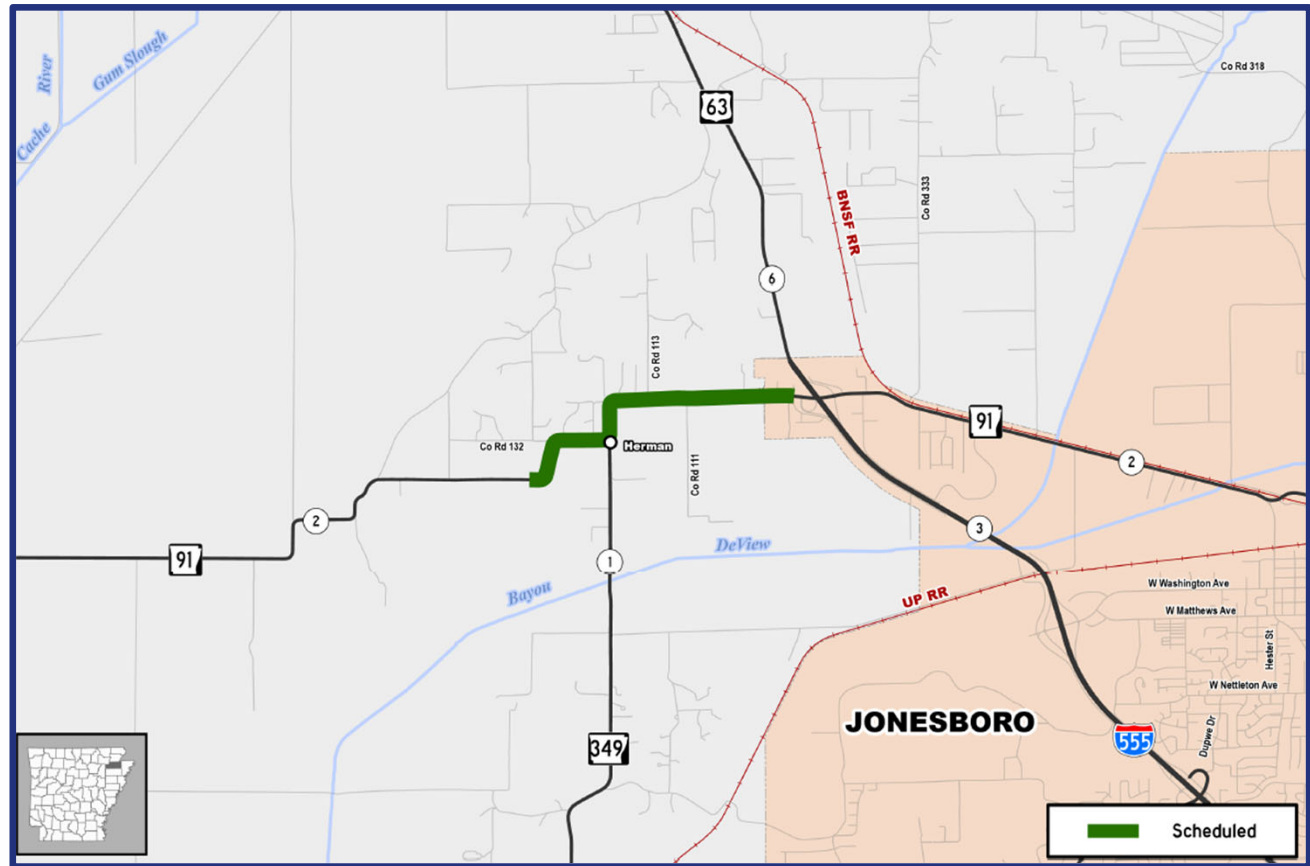 River
Gum Slough
Cache
63
Co Rd 318
BNSF RR
Co Rd 333
6
Co Rd 113
91
Herman
Co Rd 132
2
Co Rd 111
2
3
91
1
DeView
Bayou
UP RR
W Washington Ave
W Matthews Ave
Hester St
W Nettleton Ave
JONESBORO
555
Dupwe Dr
349
Scheduled